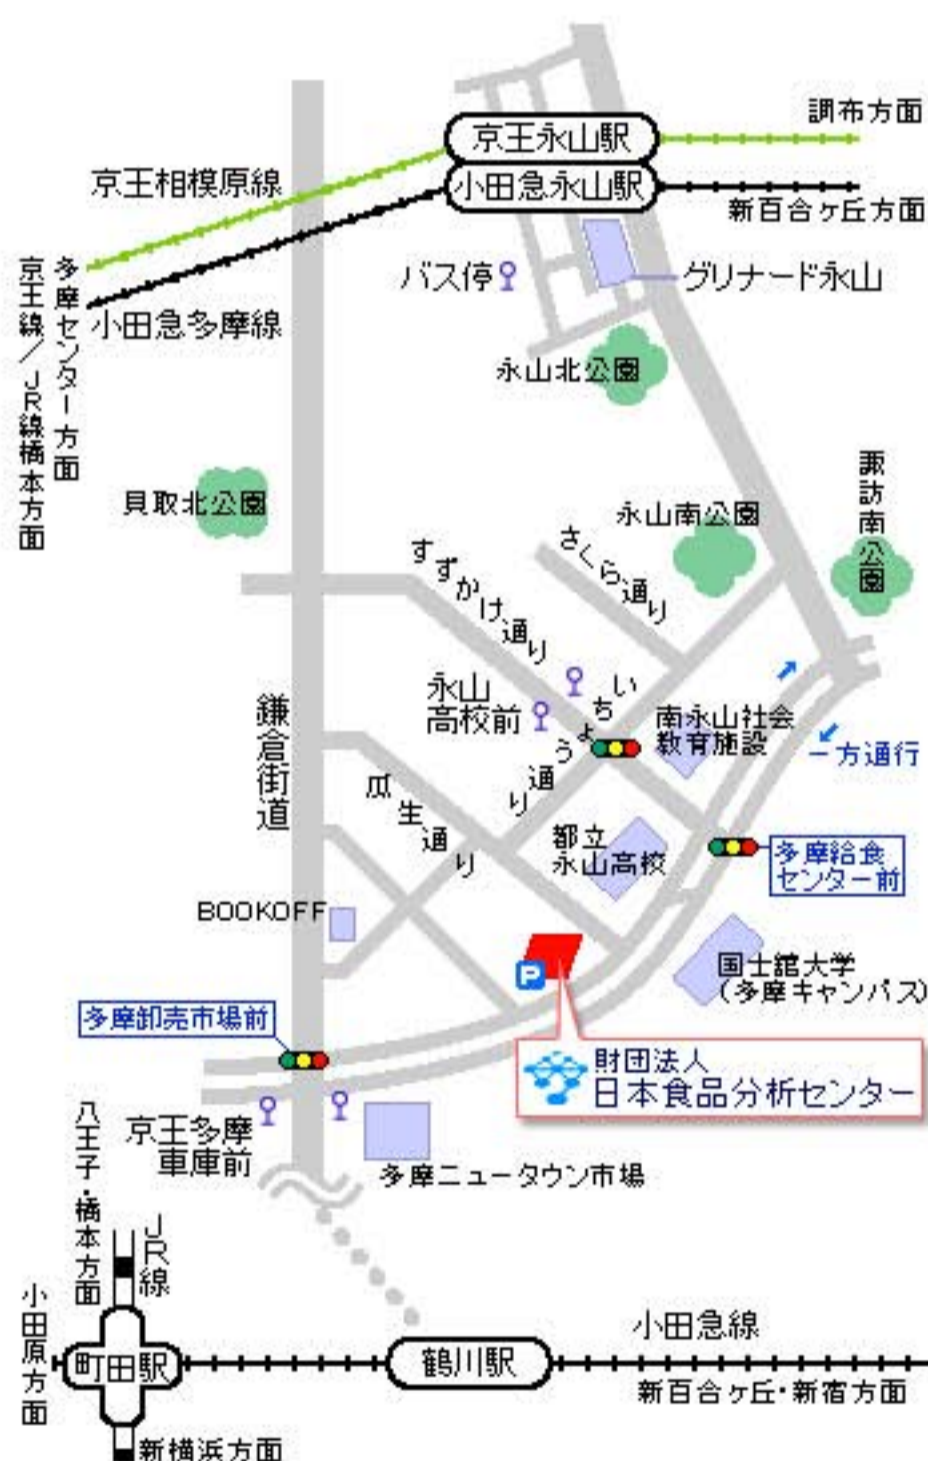 調布方面
京王永山駅
京王相模原線
小田急永山駅
新百合ヶ丘方面
多摩センター方面
京王線／JR線橋本方面
小田急多摩線
バス停
グリナード永山
永山北公園
諏訪南公園
貝取北公園
永山南公園
すずかけ通り
さくら通り
永山
高校前
いちょう通り
南永山社会
教育施設
一方通行
鎌倉街道
瓜生通り
都立
永山高校
多摩給食
センター前
BOOKOFF
国士舘大学
(多摩キャンパス)
P
多摩卸売市場前
財団法人
日本食品分析センター
京王多摩
車庫前
多摩ニュータウン市場
八王子・橋本方面
JR線
小田原方面
町田駅
鶴川駅
小田急線
新百合ヶ丘・新宿方面
新横浜方面